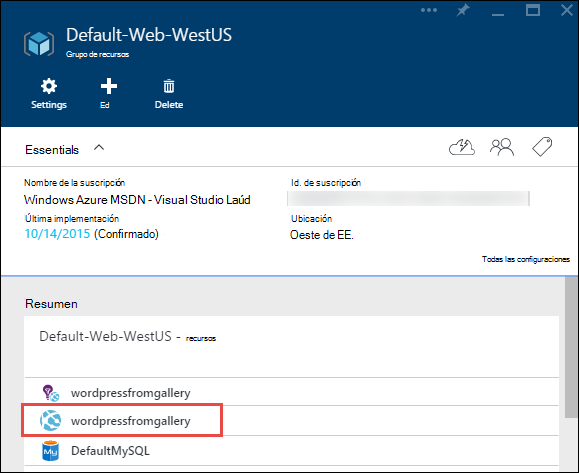 Default-Web-WestUS
Grupo de recursos
Settings
Ed
Delete
Essentials
Nombre de la suscripción
Id. de suscripción
Windows Azure MSDN - Visual Studio Laúd
Última implementación
Ubicación
10/14/2015 (Confirmado)
Oeste de EE.
Todas las configuraciones
Resumen
Default-Web-WestUS - recursos
wordpressfromgallery
wordpressfromgallery
My
DefaultMySQL